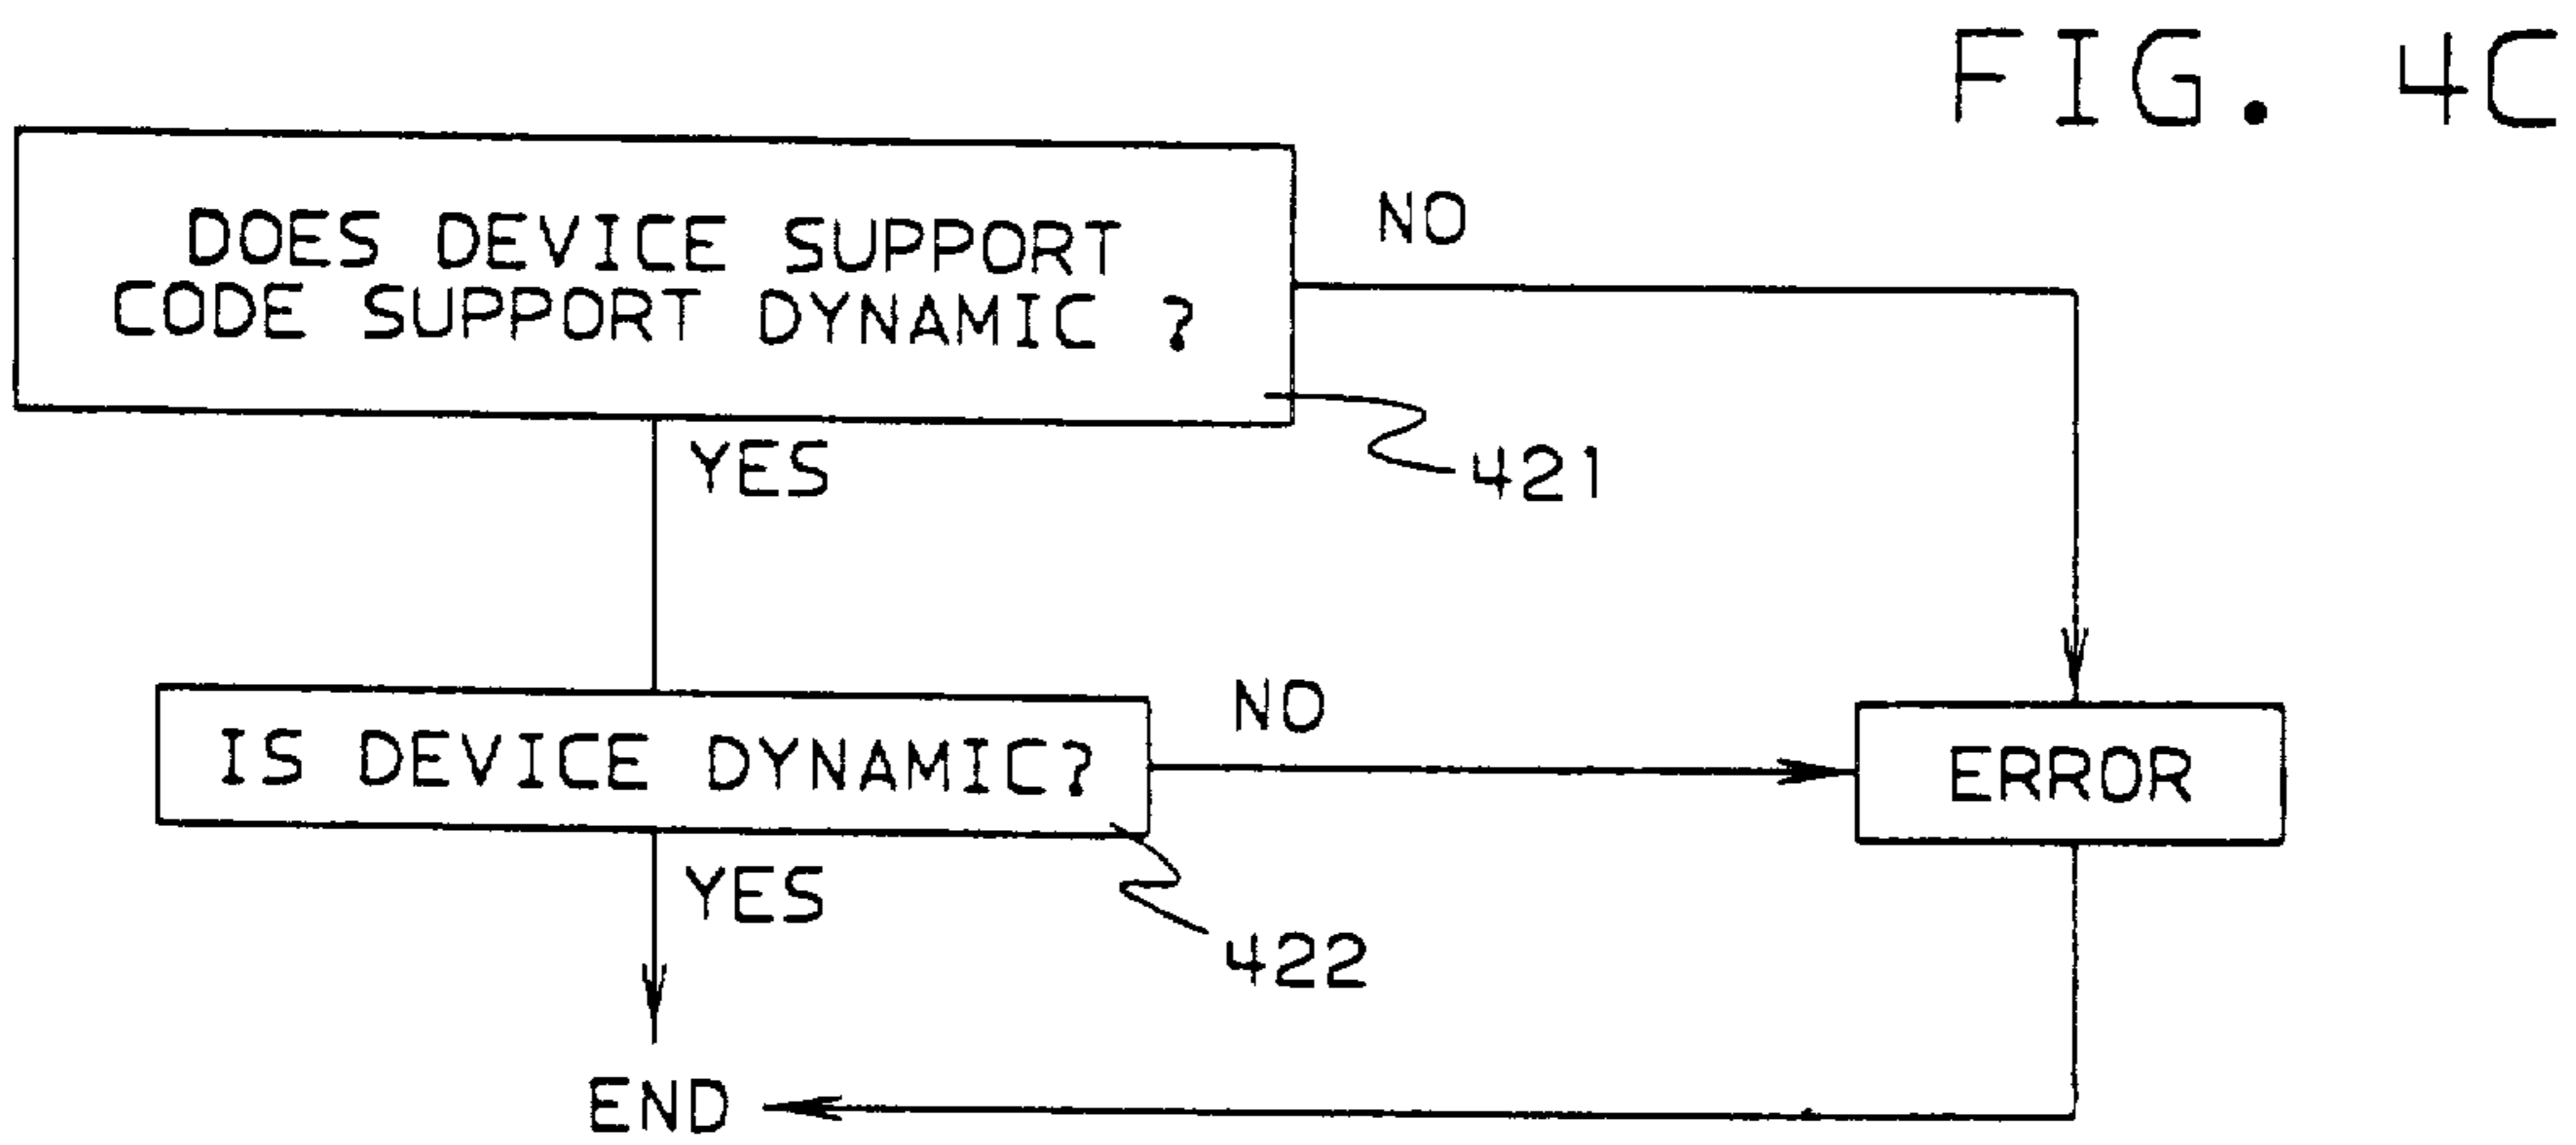 FIG. 4C
DOES DEVICE SUPPORT
CODE SUPPORT DYNAMIC ?
NO
YES
421
IS DEVICE DYNAMIC?
NO
ERROR
YES
422
END